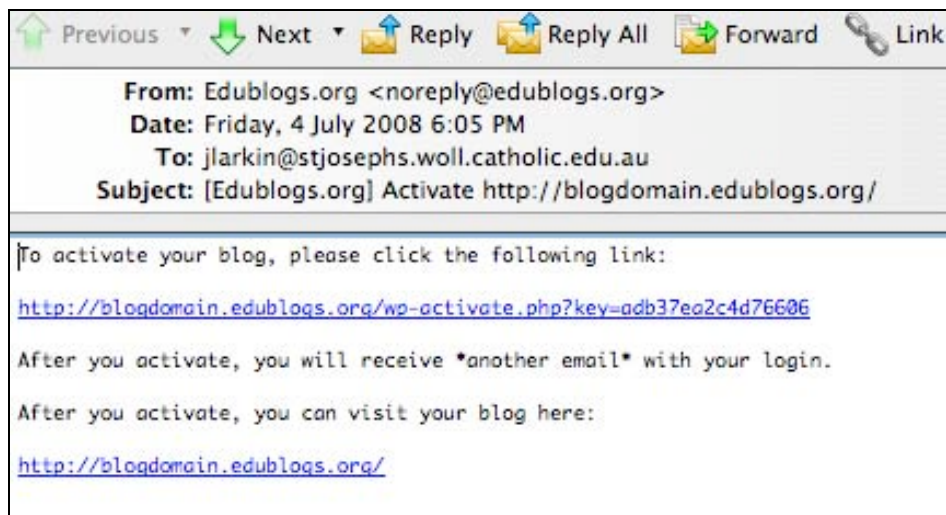 Previous Next Reply Reply All Forward Link
From: Edublogs.org <noreply@edublogs.org>
Date: Friday, 4 July 2008 6:05 PM
To: jlarkin@stjosephs.woll.catholic.edu.au
Subject: [Edublogs.org] Activate http://blogdomain.edublogs.org/
To activate your blog, please click the following link:
http://blogdomain.edublogs.org/wp-activate.php?key=adb37ea2c4d76606
After you activate, you will receive *another email* with your login.
After you activate, you can visit your blog here:
http://blogdomain.edublogs.org/